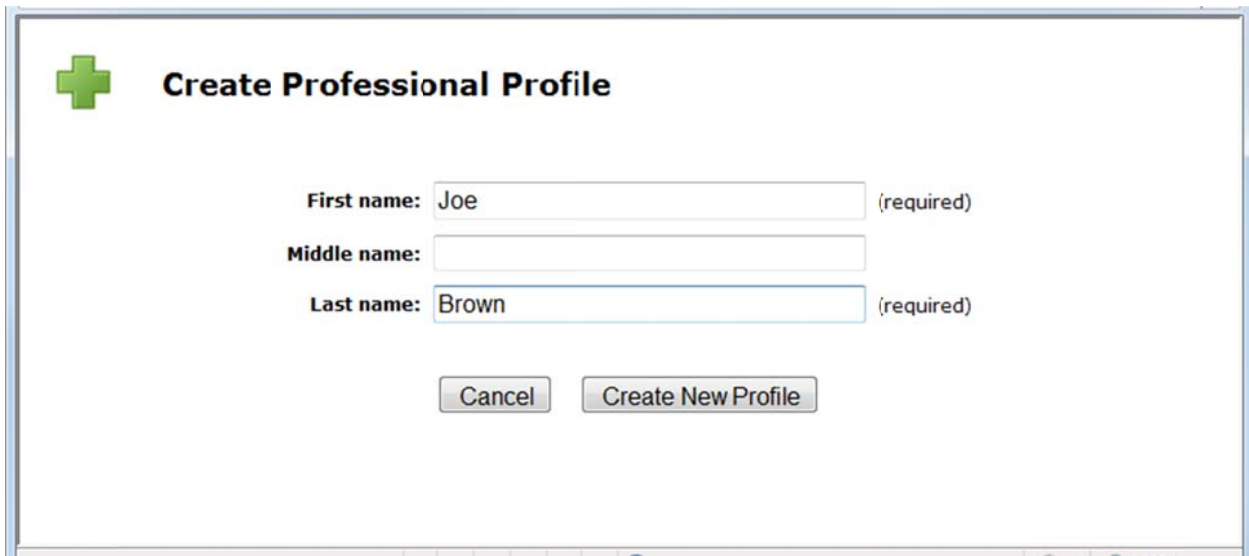 Create Professional Profile
First name: Joe (required)
Middle name:
Last name: Brown (required)
Cancel Create New Profile